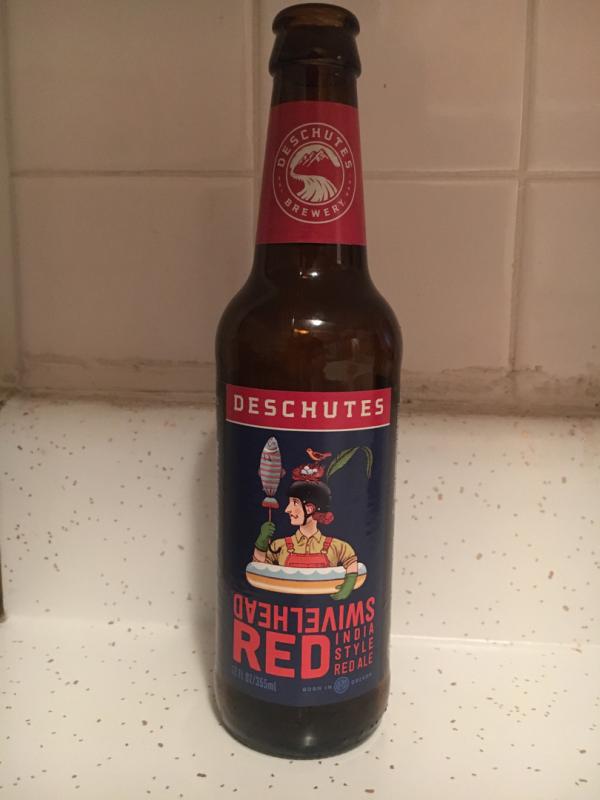 DESCHUTES
BREWERY
DESCHUTES
SWIVELHEAD
RED
INDIA
STYLE
RED ALE
12 FL OZ/355ml
BORN IN OREGON